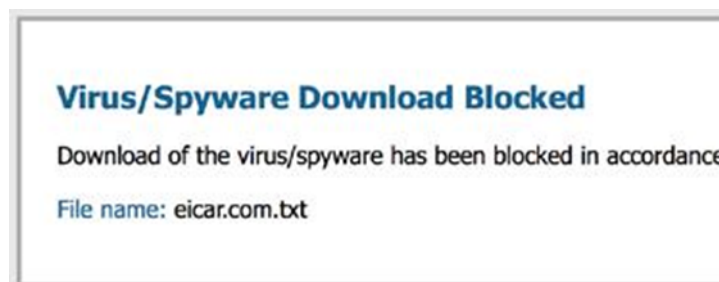 Virus/Spyware Download Blocked
Download of the virus/spyware has been blocked in accordance
File name: eicar.com.txt